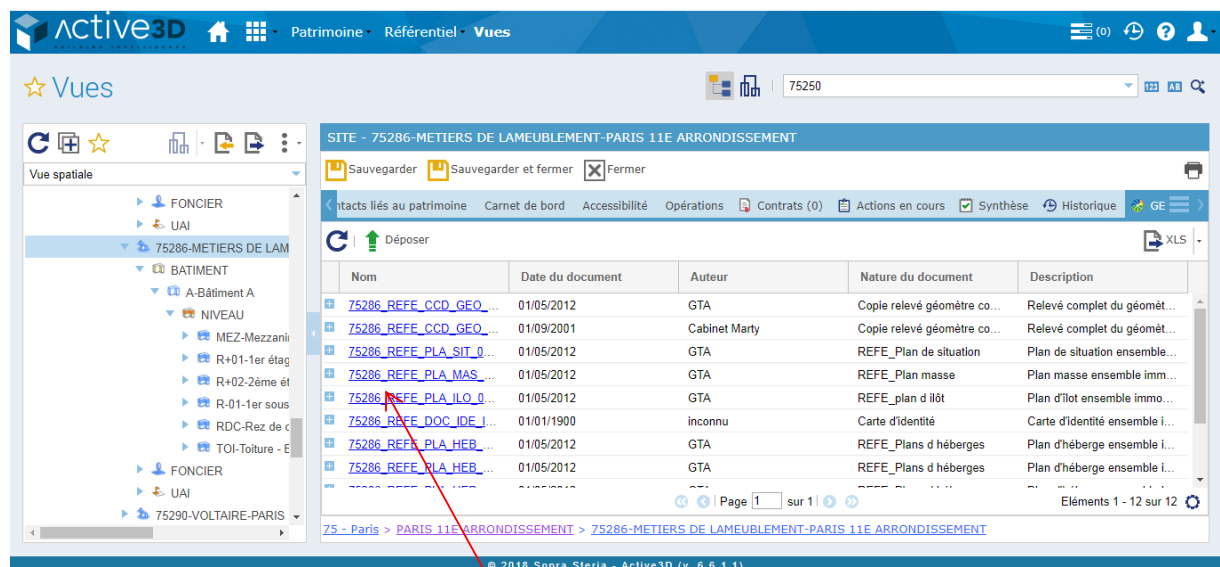 Active3D Patrimoine Référentiel Vues (0)
BUILDING INTELLIGENCE
Vues 75250 123 AB
SITE - 75286-METIERS DE LAMEUBLEMENT-PARIS 11E ARRONDISSEMENT
Sauvegarder Sauvegarder et fermer Fermer
Vue spatiale
ntacts liés au patrimoine Carnet de bord Accessibilité Opérations Contrats (0) Actions en cours Synthèse Historique GE
Déposer XLS
FONCIER
UAI
75286-METIERS DE LAM
BATIMENT
A-Bâtiment A
NIVEAU
MEZ-Mezzani
R+01-1er étag
R+02-2ème ét
R-01-1er sous
RDC-Rez de c
TOI-Toiture - E
FONCIER
UAI
75290-VOLTAIRE-PARIS
Nom Date du document Auteur Nature du document Description
75286_REFE_CCD_GEO_... 01/05/2012 GTA Copie relevé géomètre co... Relevé complet du géomèt...
75286_REFE_CCD_GEO_... 01/09/2001 Cabinet Marty Copie relevé géomètre co... Relevé complet du géomèt...
75286_REFE_PLA_SIT_0... 01/05/2012 GTA REFE_Plan de situation Plan de situation ensemble...
75286_REFE_PLA_MAS_... 01/05/2012 GTA REFE_Plan masse Plan masse ensemble imm...
75286_REFE_PLA_ILO_0... 01/05/2012 GTA REFE_plan d ilôt Plan d'îlot ensemble immo...
75286_REFE_DOC_IDE_I... 01/01/1900 inconnu Carte d'identité Carte d'identité ensemble i...
75286_REFE_PLA_HEB_... 01/05/2012 GTA REFE_Plans d héberges Plan d'héberge ensemble i...
75286_REFE_PLA_HEB_... 01/05/2012 GTA REFE_Plans d héberges Plan d'héberge ensemble i...
Page 1 sur 1 Eléments 1 - 12 sur 12
75 - Paris > PARIS 11E ARRONDISSEMENT > 75286-METIERS DE LAMEUBLEMENT-PARIS 11E ARRONDISSEMENT
© 2018 Sopra Steria - Active3D (v. 6.6.1.1)